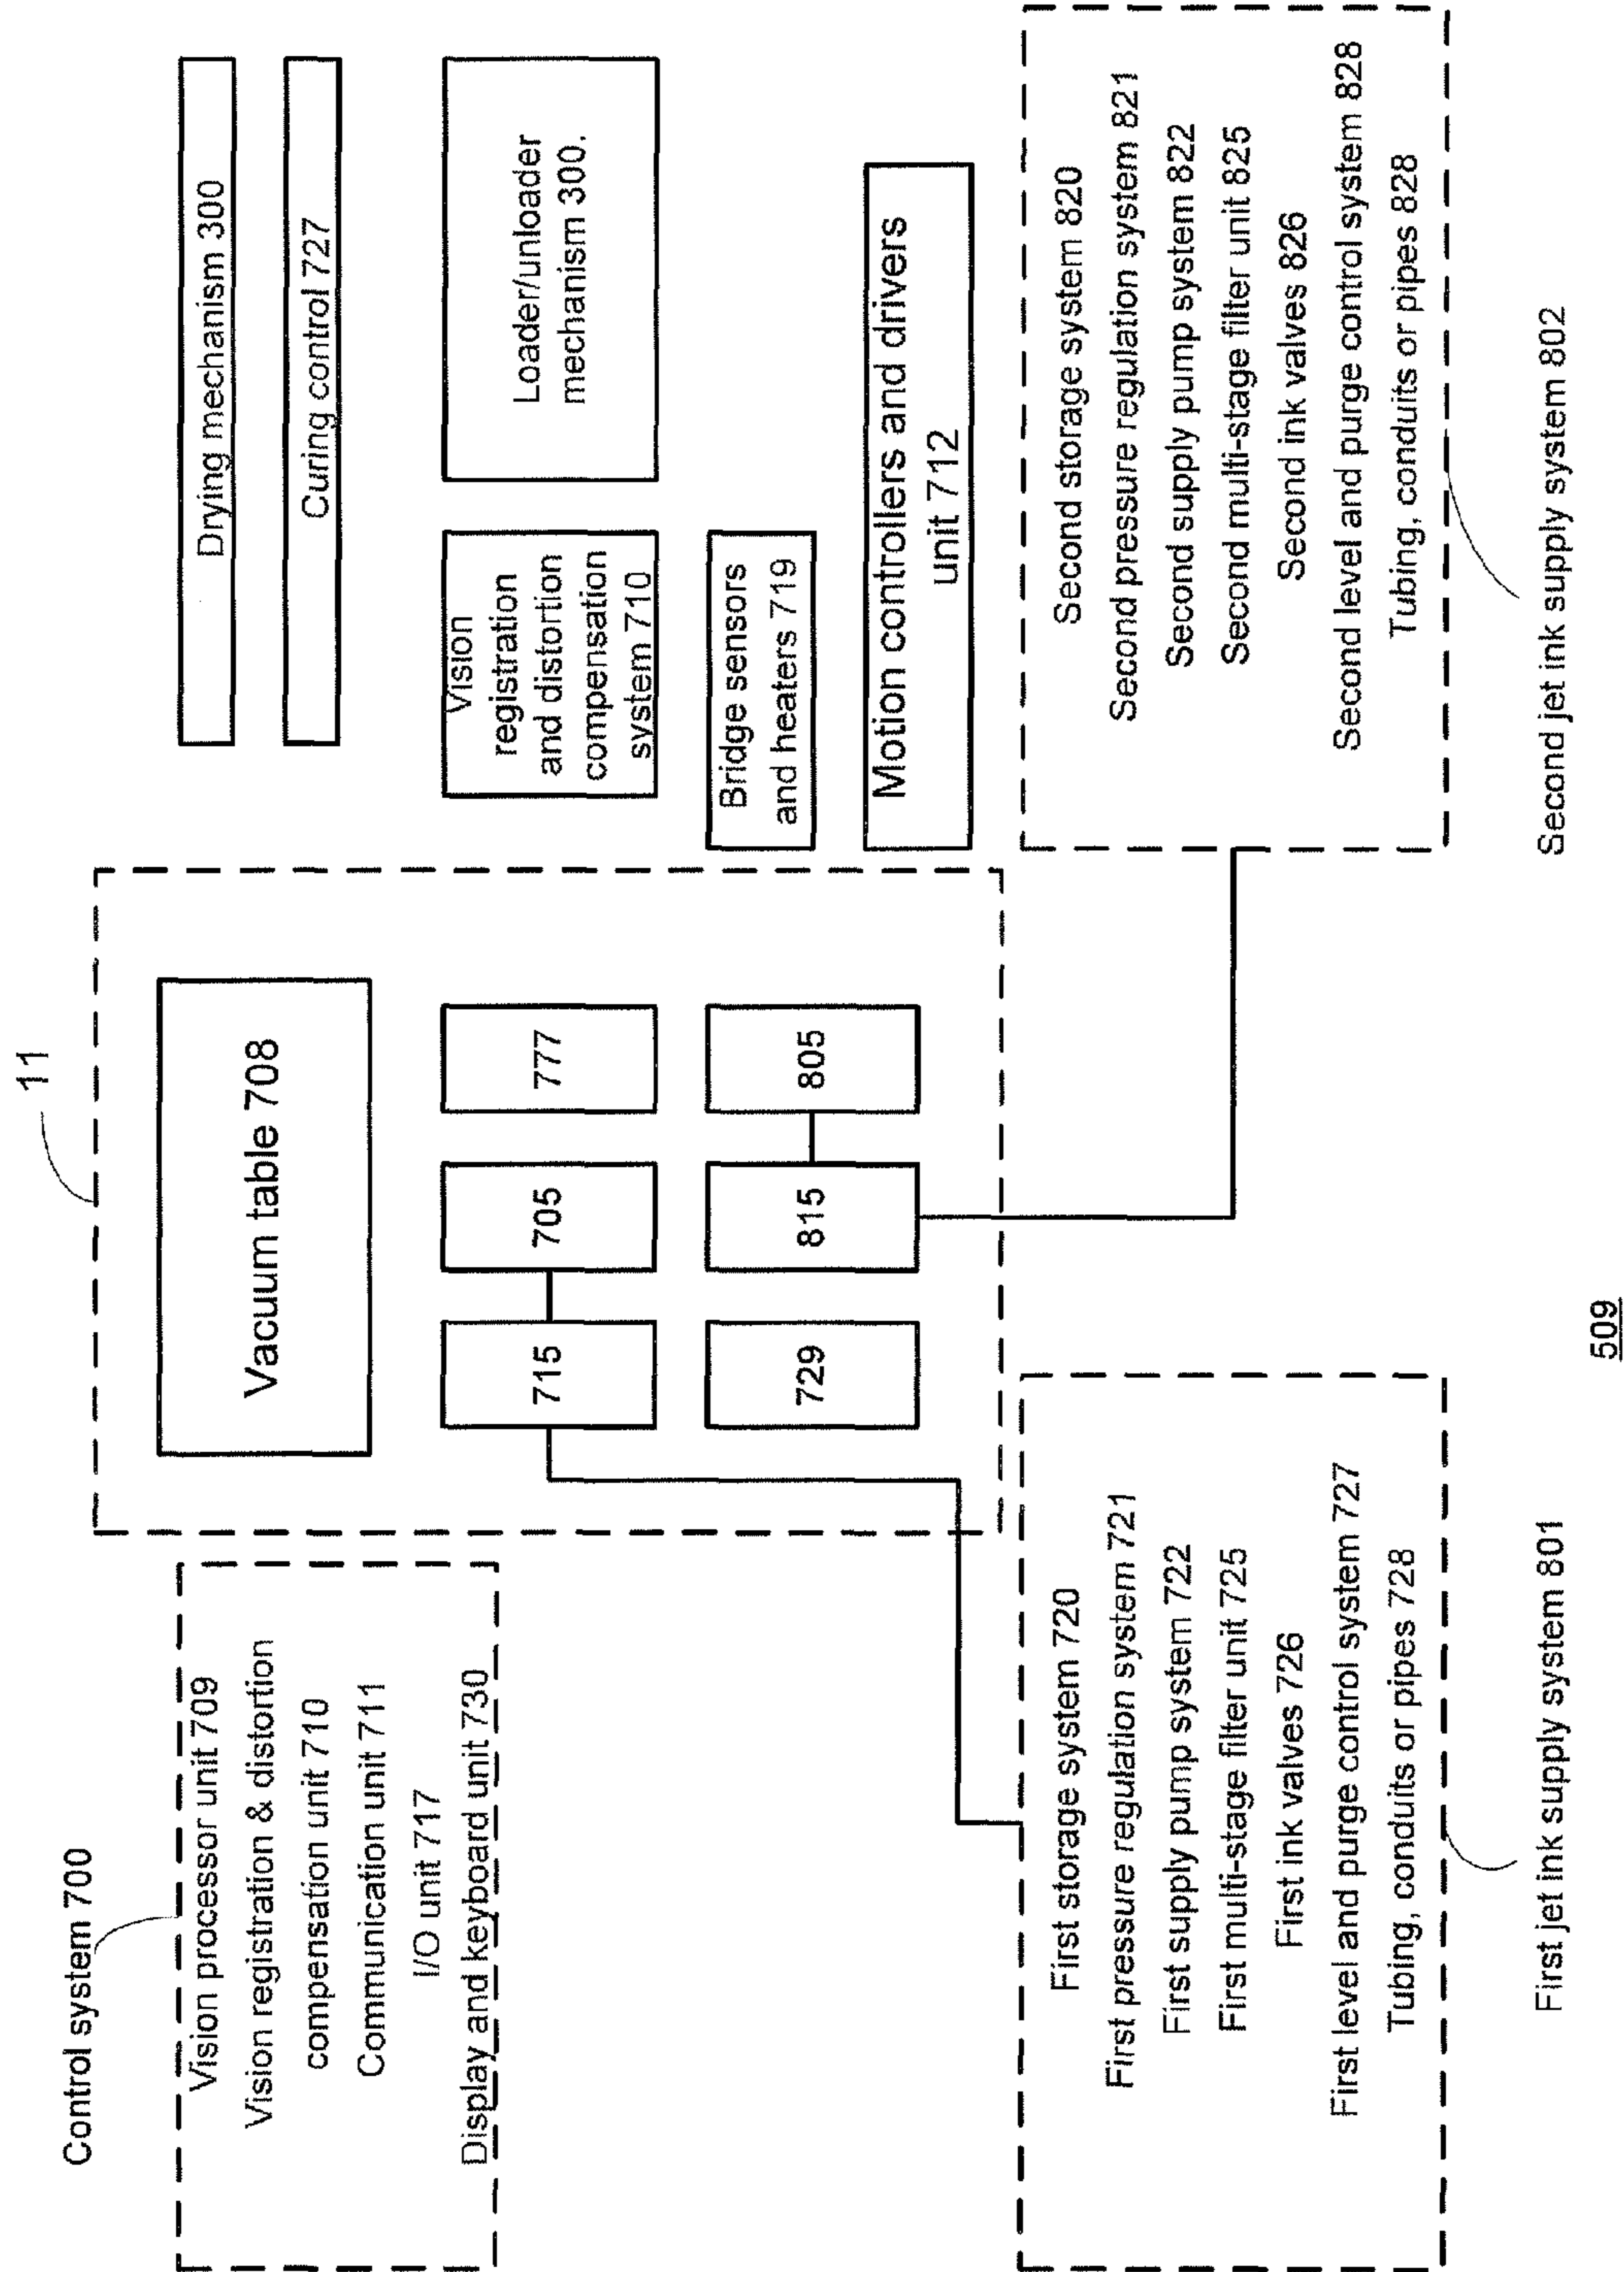 Control system 700
Vision processor unit 709
Vision registration & distortion
compensation unit 710
Communication unit 711
I/O unit 717
Display and keyboard unit 730
11
Vacuum table 708
715
705
777
729
815
805
Drying mechanism 300
Curing control 727
Vision
registration
and distortion
compensation
system 710
Loader/unloader
mechanism 300.
Bridge sensors
and heaters 719
Motion controllers and drivers
unit 712
First storage system 720
First pressure regulation system 721
First supply pump system 722
First multi-stage filter unit 725
First ink valves 726
First level and purge control system 727
Tubing, conduits or pipes 728
First jet ink supply system 801
Second storage system 820
Second pressure regulation system 821
Second supply pump system 822
Second multi-stage filter unit 825
Second ink valves 826
Second level and purge control system 828
Tubing, conduits or pipes 828
Second jet ink supply system 802
509